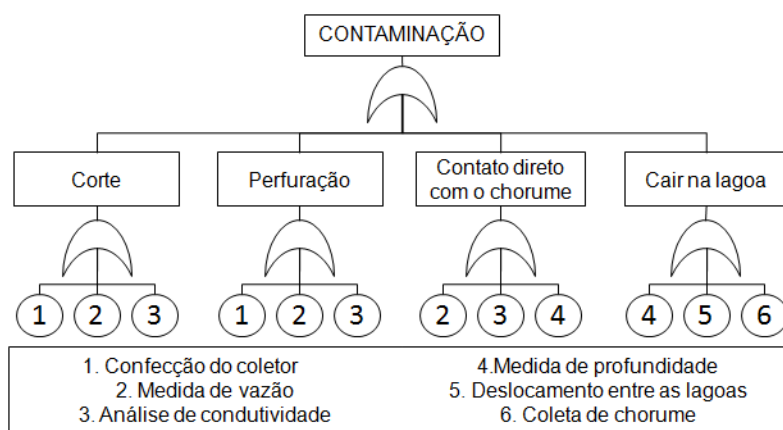 CONTAMINAÇÃO
Corte
Perfuração
Contato direto
com o chorume
Cair na lagoa
1 2 3
1 2 3
2 3 4
4 5 6
1. Confecção do coletor
2. Medida de vazão
3. Análise de condutividade
4.Medida de profundidade
5. Deslocamento entre as lagoas
6. Coleta de chorume